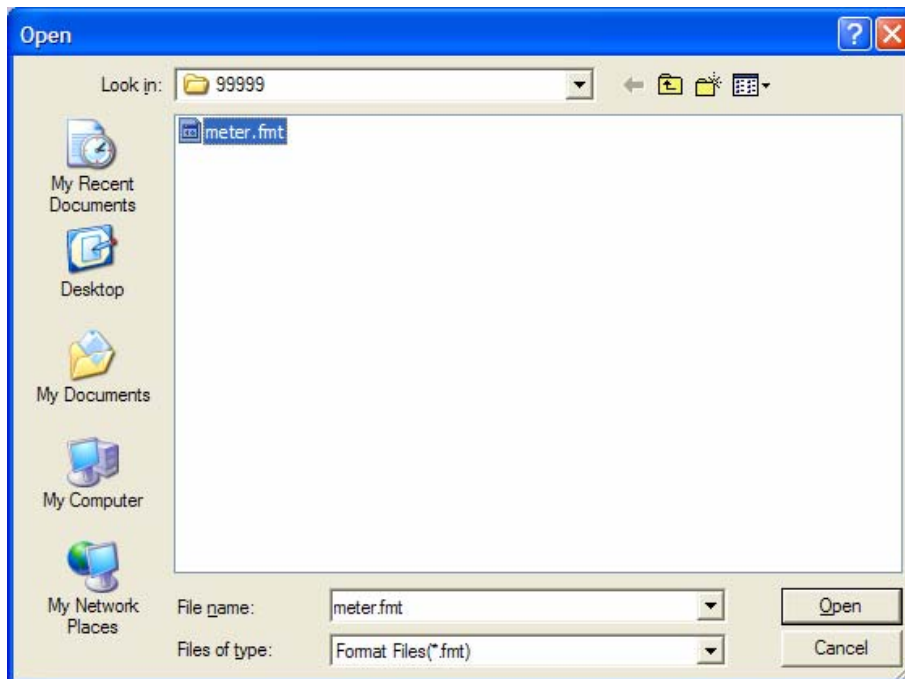 Open
Look in:
99999
meter.fmt
My Recent
Documents
Desktop
My Documents
My Computer
My Network
Places
File name:
meter.fmt
Open
Files of type:
Format Files(*.fmt)
Cancel